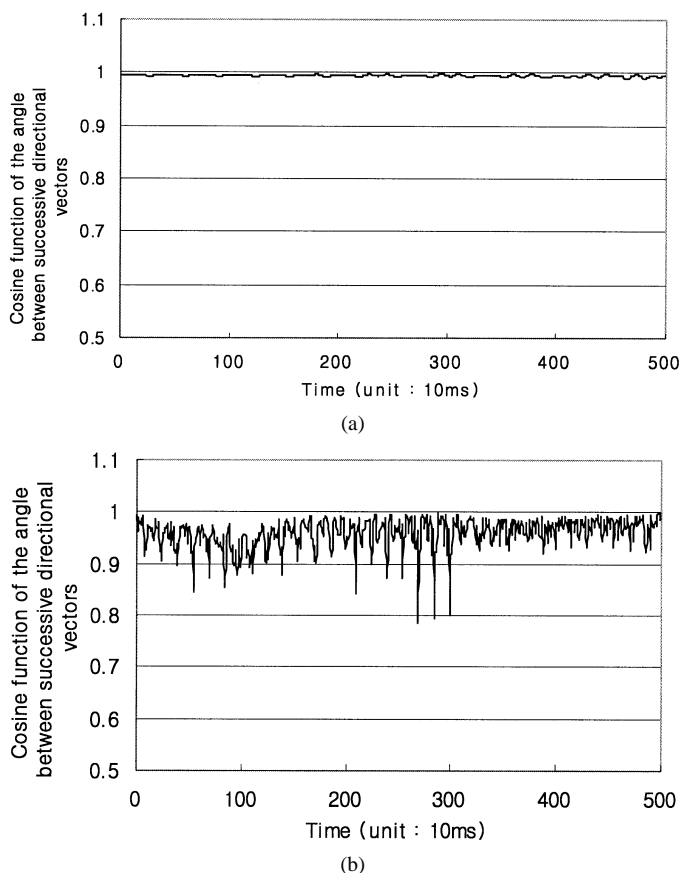 1.1
1
0.9
0.8
0.7
0.6
0.5
Cosine function of the angle
between successive directional
vectors
0 100 200 300 400 500
Time (unit : 10ms)
(a)
1.1
1
0.9
0.8
0.7
0.6
0.5
Cosine function of the angle
between successive directional
vectors
0 100 200 300 400 500
Time (unit : 10ms)
(b)